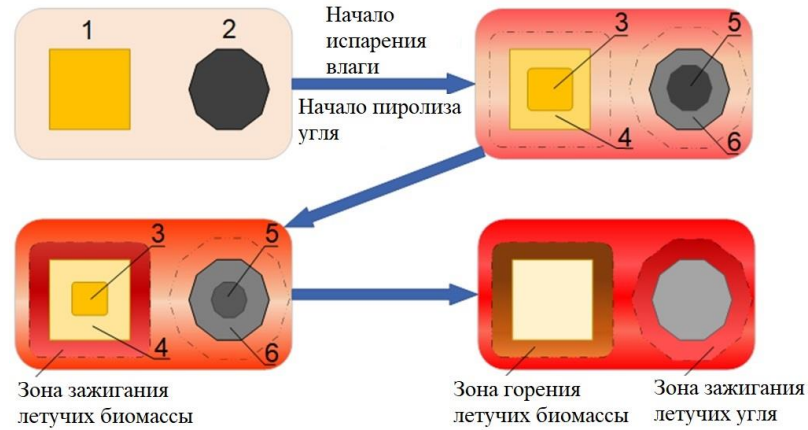 1
2
Начало
испарения
влаги
Начало пиролиза
угля
3
5
4
6
3
5
4
6
Зона зажигания
летучих биомассы
Зона горения
летучих биомассы
Зона зажигания
летучих угля